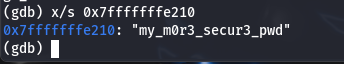 (gdb) x/s 0x7fffffffe210
0x7fffffffe210: "my_m0r3_secur3_pwd"
(gdb)